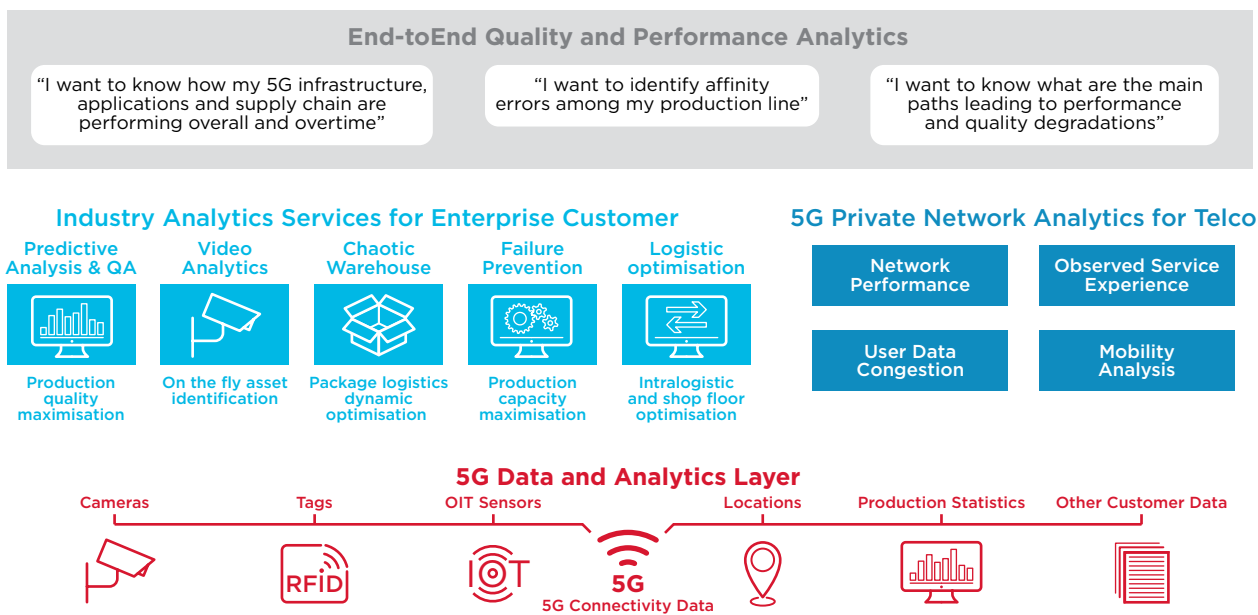 End-toEnd Quality and Performance Analytics
“I want to know how my 5G infrastructure,
applications and supply chain are
performing overall and overtime”
“I want to identify affinity
errors among my production line”
“I want to know what are the main
paths leading to performance
and quality degradations”
Industry Analytics Services for Enterprise Customer
Predictive
Analysis & QA
Production
quality
maximisation
Video
Analytics
On the fly asset
identification
Chaotic
Warehouse
Package logistics
dynamic
optimisation
Failure
Prevention
Production
capacity
maximisation
Logistic
optimisation
Intralogistic
and shop floor
optimisation
5G Private Network Analytics for Telco
Network
Performance
Observed Service
Experience
User Data
Congestion
Mobility
Analysis
5G Data and Analytics Layer
Cameras
Tags
RFiD
OIT Sensors
IOT
5G
5G Connectivity Data
Locations
Production Statistics
Other Customer Data